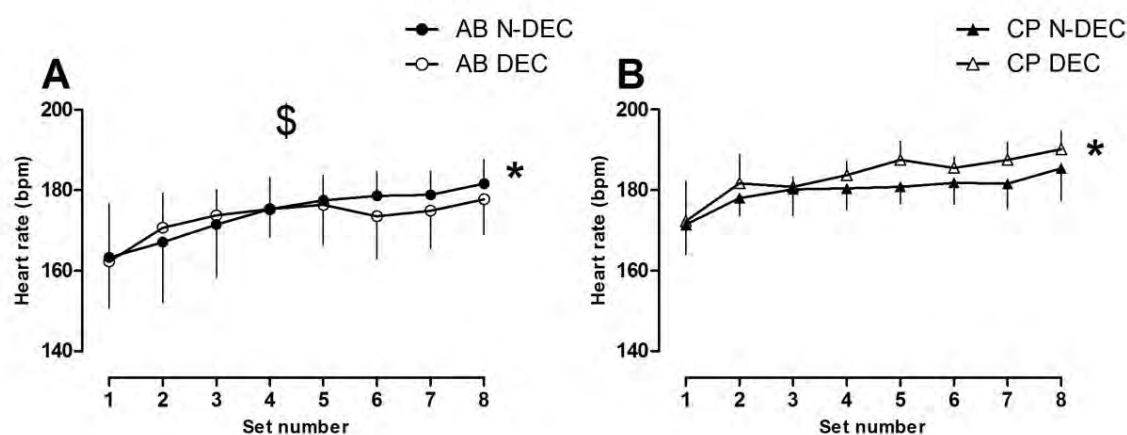 AB N-DEC
AB DEC
A
$
*
200
180
160
140
Heart rate (bpm)
1 2 3 4 5 6 7 8
Set number
CP N-DEC
CP DEC
B
*
200
180
160
140
Heart rate (bpm)
1 2 3 4 5 6 7 8
Set number